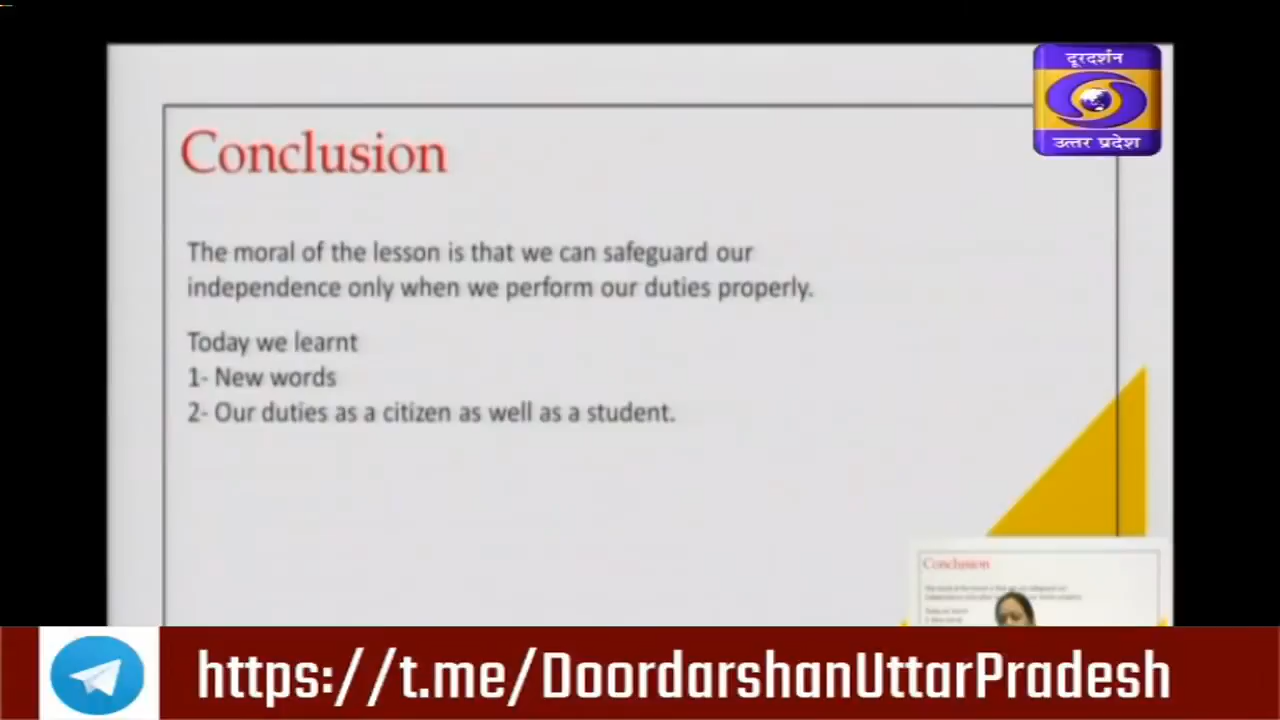 दूरदर्शन
उत्तर प्रदेश
Conclusion
The moral of the lesson is that we can safeguard our
independence only when we perform our duties properly.
Today we learnt
1- New words
2- Our duties as a citizen as well as a student.
Conclusion
https://t.me/DoordarshanUttarPradesh